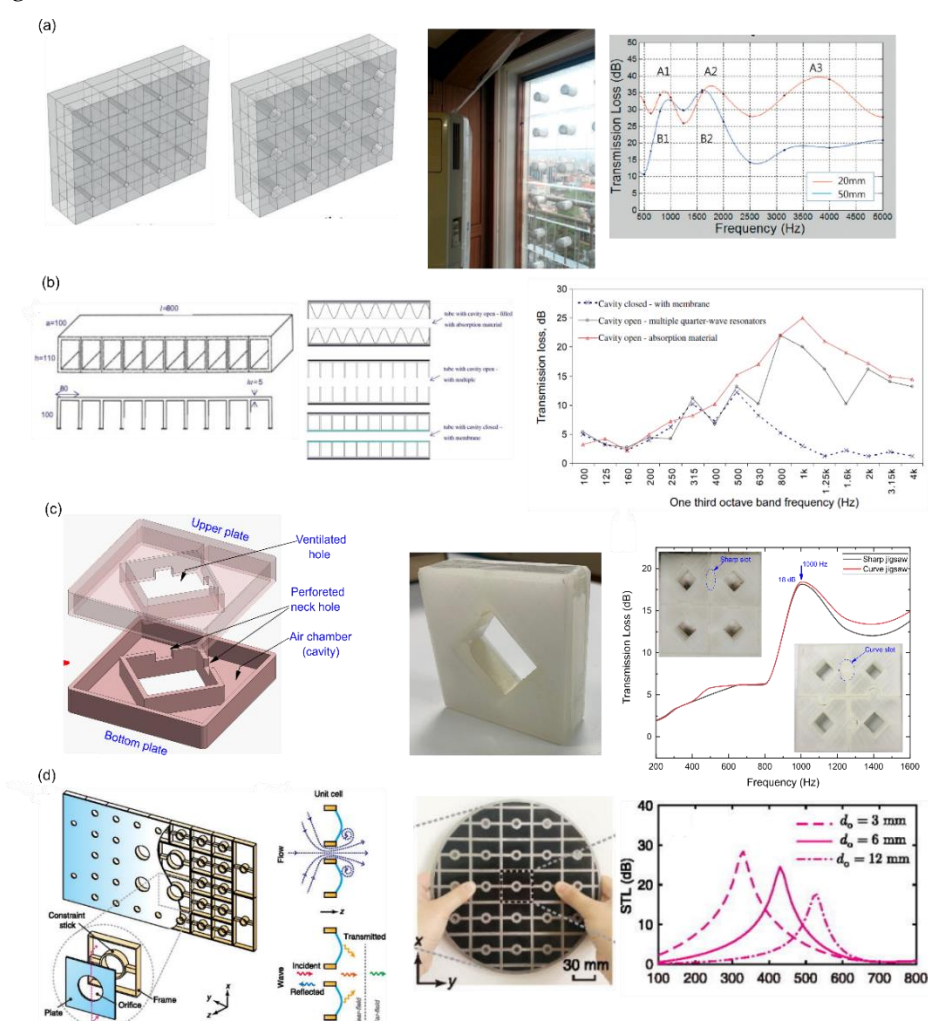 (a)
Transmission Loss (dB)
50
45
40
35
30
25
20
15
10
5
0
A1
A2
A3
B1
B2
20mm
50mm
500 1000 1500 2000 2500 3000 3500 4000 4500 5000
Frequency (Hz)
(b)
l=600
a=100
h=110
80
100
tube with cavity open - filled
with absorption material
tube with cavity open -
with multiple
tube with cavity closed -
with membrane
Transmission loss, dB
30
25
20
15
10
5
0
Cavity closed - with membrane
Cavity open - multiple quarter-wave resonators
Cavity open - absorption material
100 125 160 200 250 315 400 500 630 800 1k 1.25k 1.6k 2k 3.15k 4k
One third octave band frequency (Hz)
(c)
Upper plate
Ventilated
hole
Perforeted
neck hole
Air chamber
(cavity)
Bottom plate
Transmission Loss (dB)
20
15
10
5
0
Sharp slot
18 dB
1000 Hz
Sharp jigsaw
Curve jigsaw
Curve slot
200 400 600 800 1000 1200 1400 1600
Frequency (Hz)
(d)
Constraint
stick
Plate
Orifice
Frame
x
y
z
Unit cell
Flow
z
Wave
Incident
Reflected
Transmitted
x
y
30 mm
STL (dB)
40
30
20
10
0
dₒ = 3 mm
dₒ = 6 mm
dₒ = 12 mm
100 200 300 400 500 600 700 800